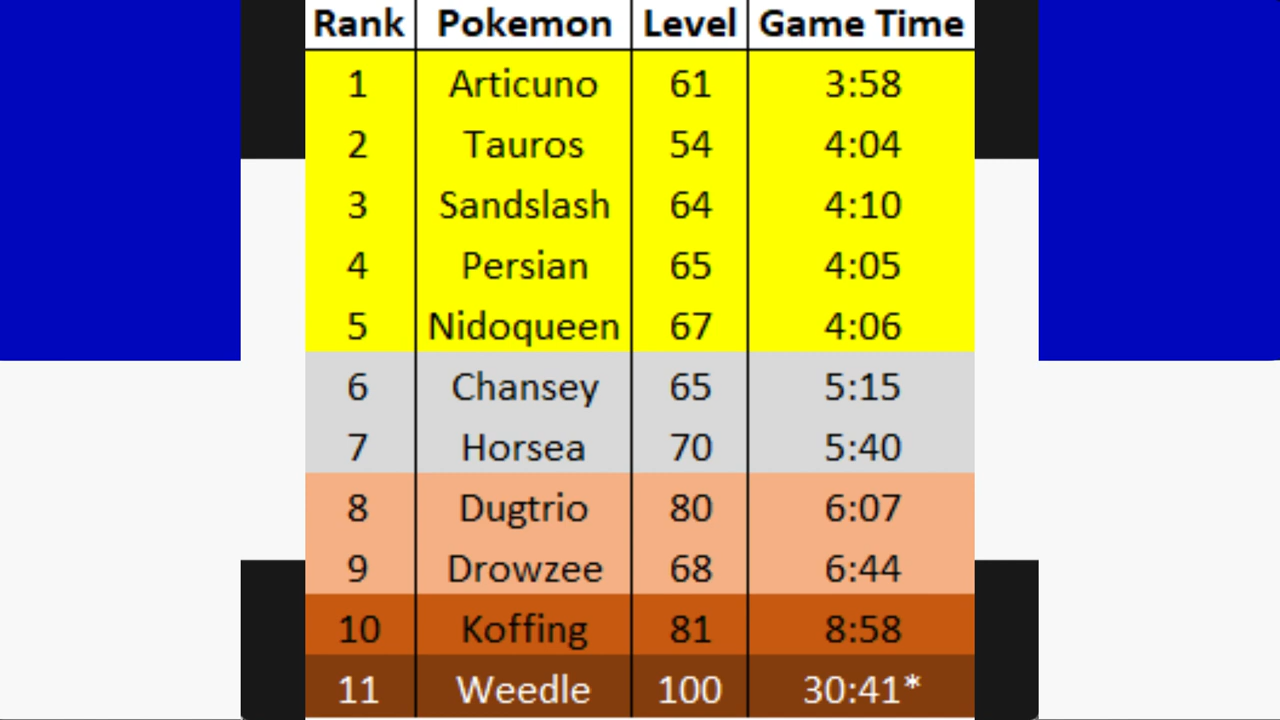 Rank Pokemon Level Game Time
1 Articuno 61 3:58
2 Tauros 54 4:04
3 Sandslash 64 4:10
4 Persian 65 4:05
5 Nidoqueen 67 4:06
6 Chansey 65 5:15
7 Horsea 70 5:40
8 Dugtrio 80 6:07
9 Drowzee 68 6:44
10 Koffing 81 8:58
11 Weedle 100 30:41*